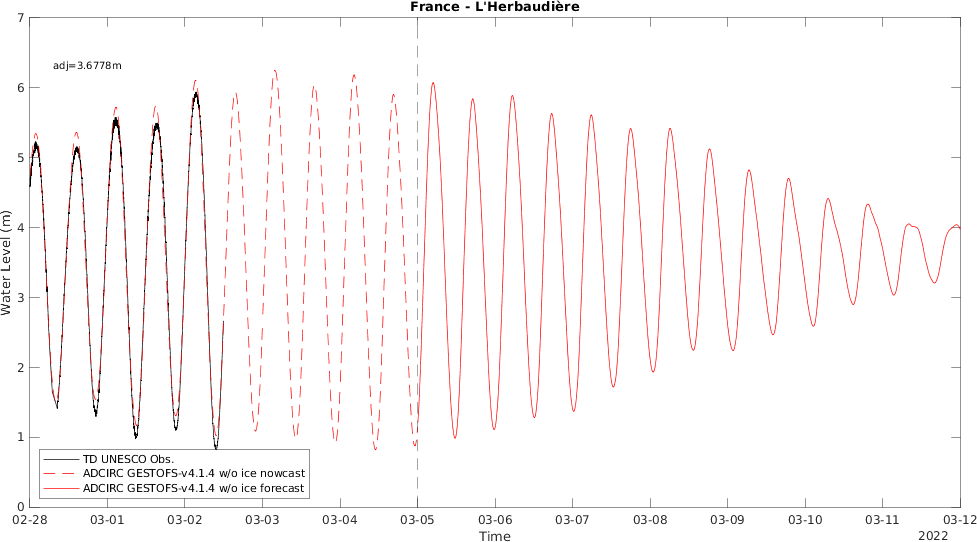 France - L'Herbaudière
7
adj=3.6778m
6
5
4
3
2
1
0
Water Level (m)
TD UNESCO Obs.
ADCIRC GESTOFS-v4.1.4 w/o ice nowcast
ADCIRC GESTOFS-v4.1.4 w/o ice forecast
02-28 03-01 03-02 03-03 03-04 03-05 03-06 03-07 03-08 03-09 03-10 03-11 03-12
Time
2022